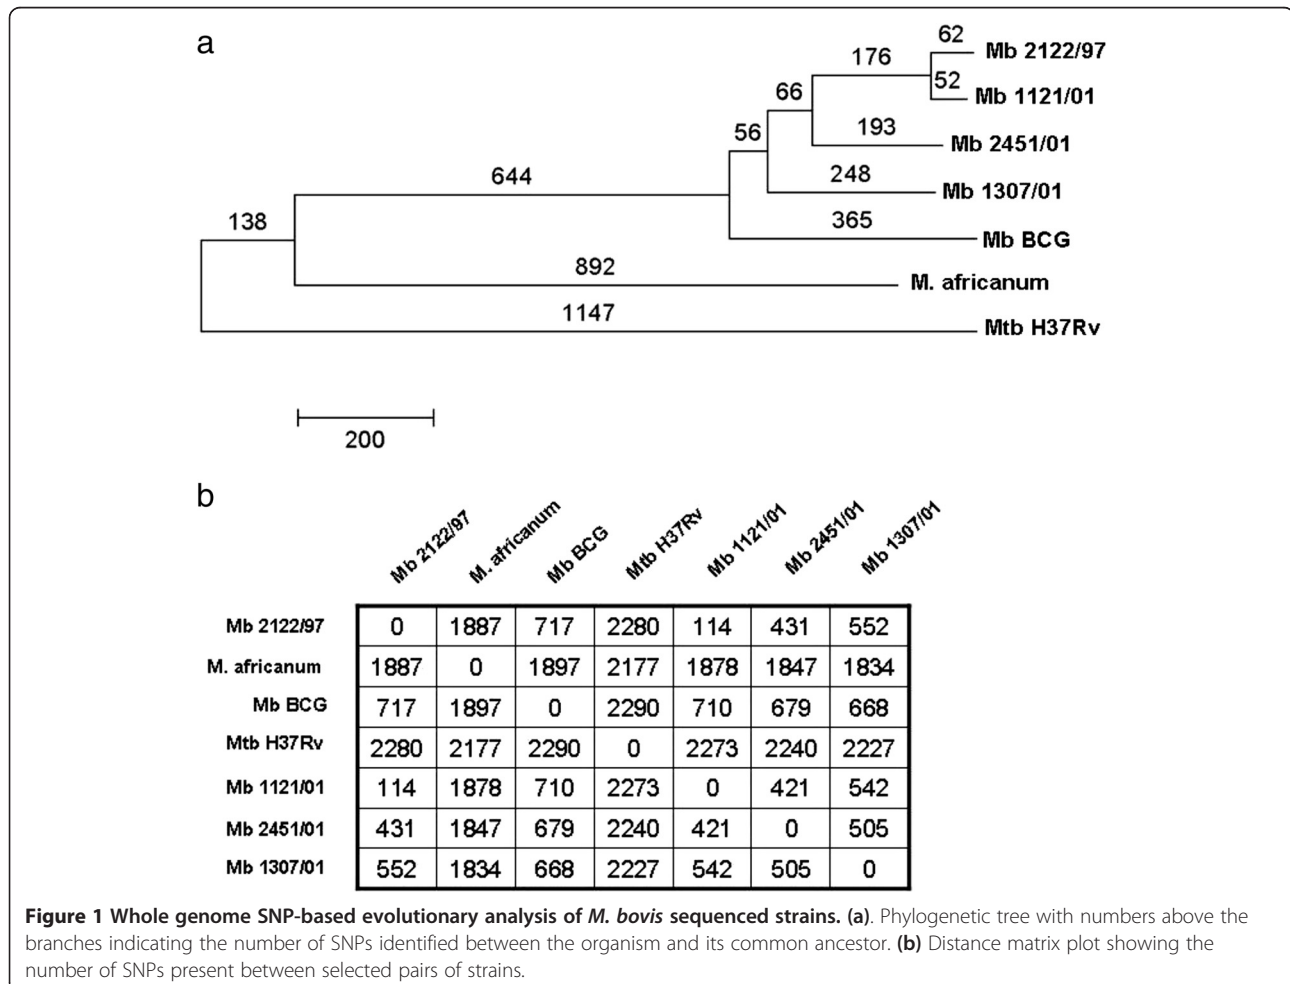 a
62
Mb 2122/97
176
52
Mb 1121/01
66
193
Mb 2451/01
56
248
Mb 1307/01
644
365
Mb BCG
138
892
M. africanum
1147
Mtb H37Rv
200
b
Mb 2122/97 M. africanum Mb BCG Mtb H37Rv Mb 1121/01 Mb 2451/01 Mb 1307/01
Mb 2122/97 0 1887 717 2280 114 431 552
M. africanum 1887 0 1897 2177 1878 1847 1834
Mb BCG 717 1897 0 2290 710 679 668
Mtb H37Rv 2280 2177 2290 0 2273 2240 2227
Mb 1121/01 114 1878 710 2273 0 421 542
Mb 2451/01 431 1847 679 2240 421 0 505
Mb 1307/01 552 1834 668 2227 542 505 0
Figure 1 Whole genome SNP-based evolutionary analysis of M. bovis sequenced strains. (a). Phylogenetic tree with numbers above the
branches indicating the number of SNPs identified between the organism and its common ancestor. (b) Distance matrix plot showing the
number of SNPs present between selected pairs of strains.